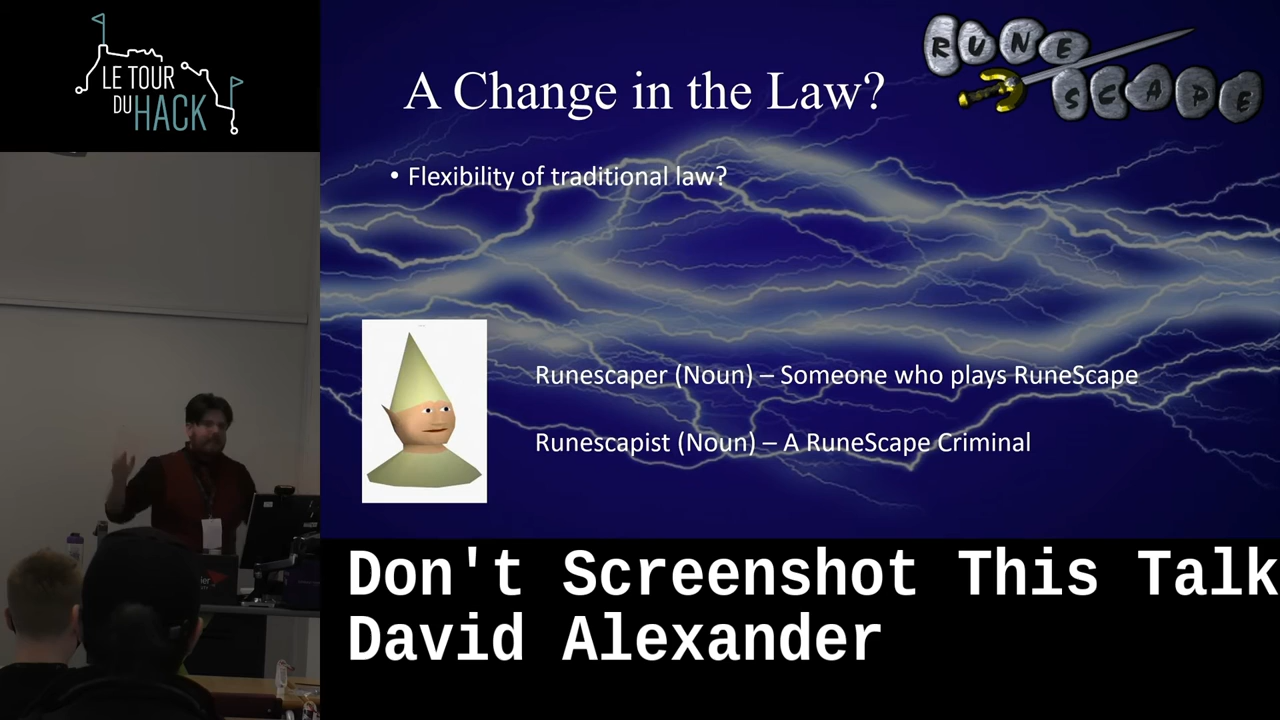 LE TOUR
DU HACK
RUNE
SCAPE
A Change in the Law?
• Flexibility of traditional law?
Runescaper (Noun) – Someone who plays RuneScape
Runescapist (Noun) – A RuneScape Criminal
Don't Screenshot This Talk
David Alexander